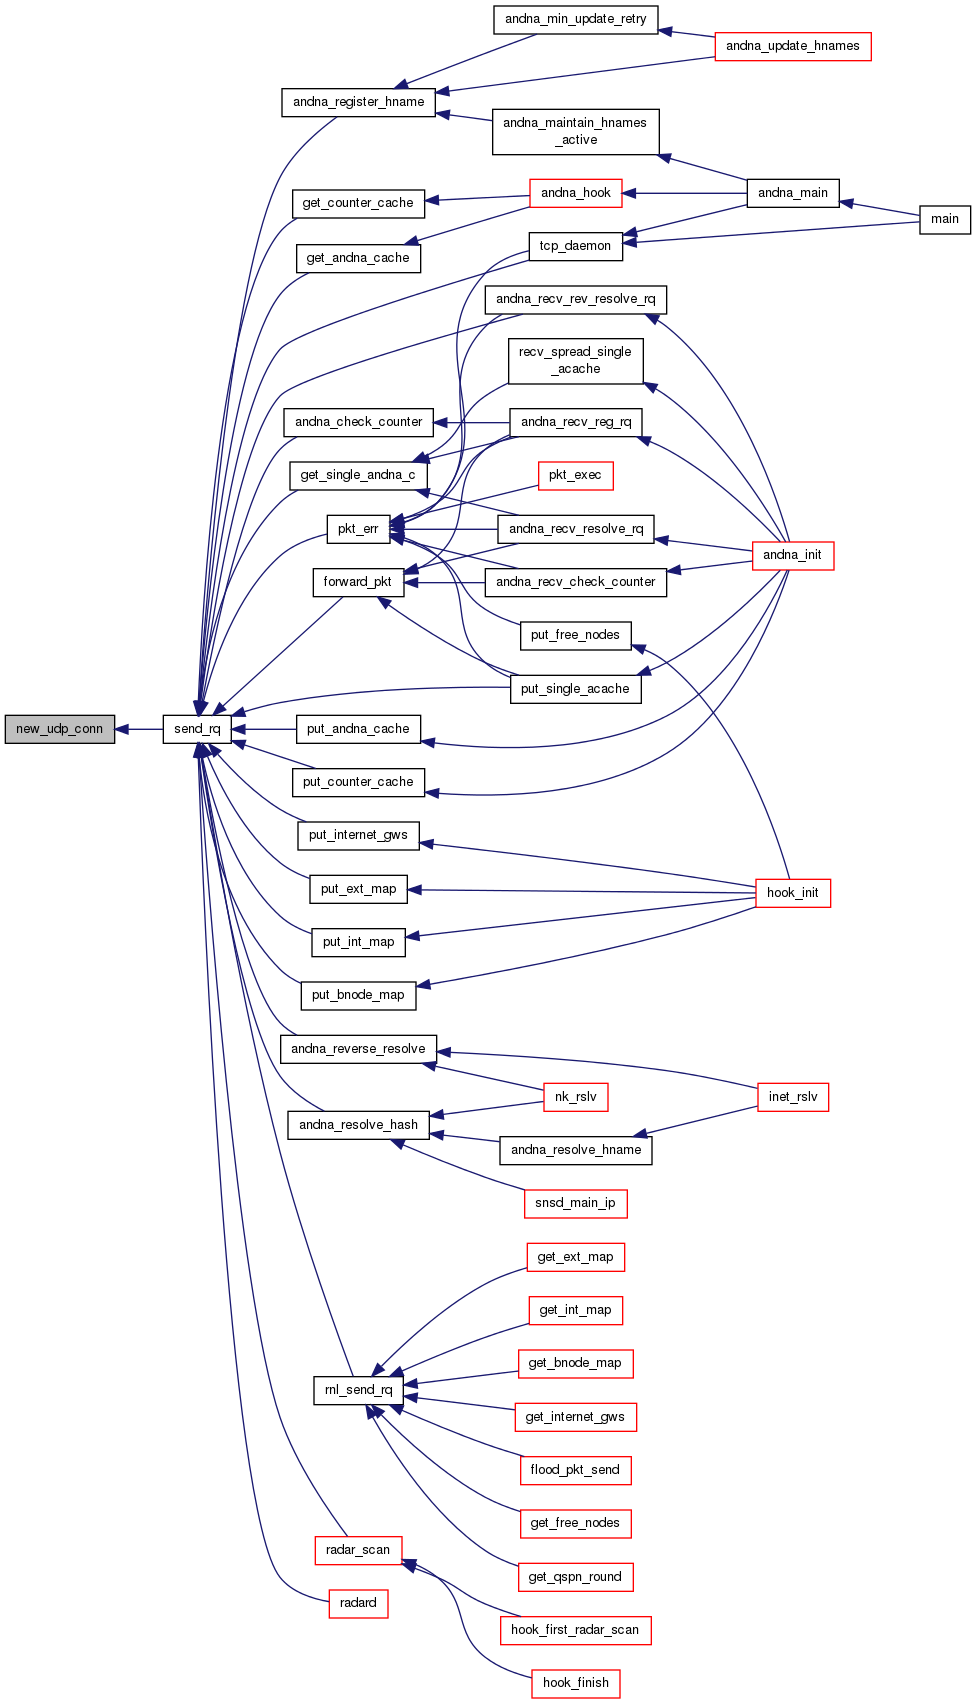 andna_min_update_retry
andna_update_hnames
andna_register_hname
andna_maintain_hnames
_active
andna_hook
andna_main
get_counter_cache
main
tcp_daemon
get_andna_cache
andna_recv_rev_resolve_rq
recv_spread_single
_acache
andna_check_counter
andna_recv_reg_rq
get_single_andna_c
pkt_exec
pkt_err
andna_recv_resolve_rq
andna_init
forward_pkt
andna_recv_check_counter
put_free_nodes
put_single_acache
new_udp_conn
send_rq
put_andna_cache
put_counter_cache
put_internet_gws
put_ext_map
hook_init
put_int_map
put_bnode_map
andna_reverse_resolve
nk_rslv
inet_rslv
andna_resolve_hash
andna_resolve_hname
snsd_main_ip
get_ext_map
get_int_map
get_bnode_map
rnl_send_rq
get_internet_gws
flood_pkt_send
get_free_nodes
radar_scan
get_qspn_round
radard
hook_first_radar_scan
hook_finish